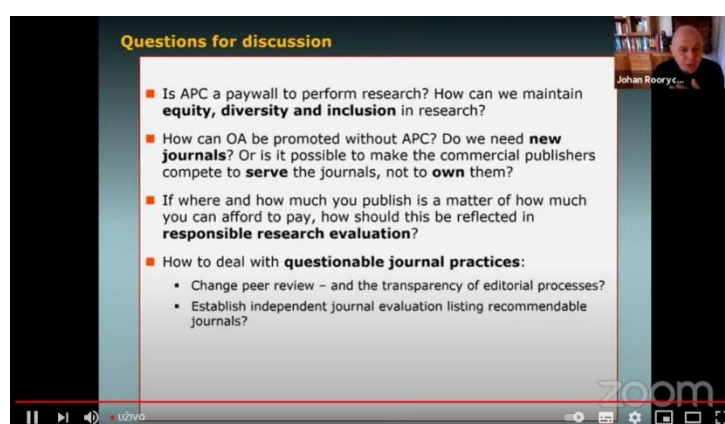 Questions for discussion
Johan Rooryc...
Is APC a paywall to perform research? How can we maintain
equity, diversity and inclusion in research?
How can OA be promoted without APC? Do we need new
journals? Or is it possible to make the commercial publishers
compete to serve the journals, not to own them?
If where and how much you publish is a matter of how much
you can afford to pay, how should this be reflected in
responsible research evaluation?
How to deal with questionable journal practices:
Change peer review – and the transparency of editorial processes?
Establish independent journal evaluation listing recommendable
journals?
zoom
uživo